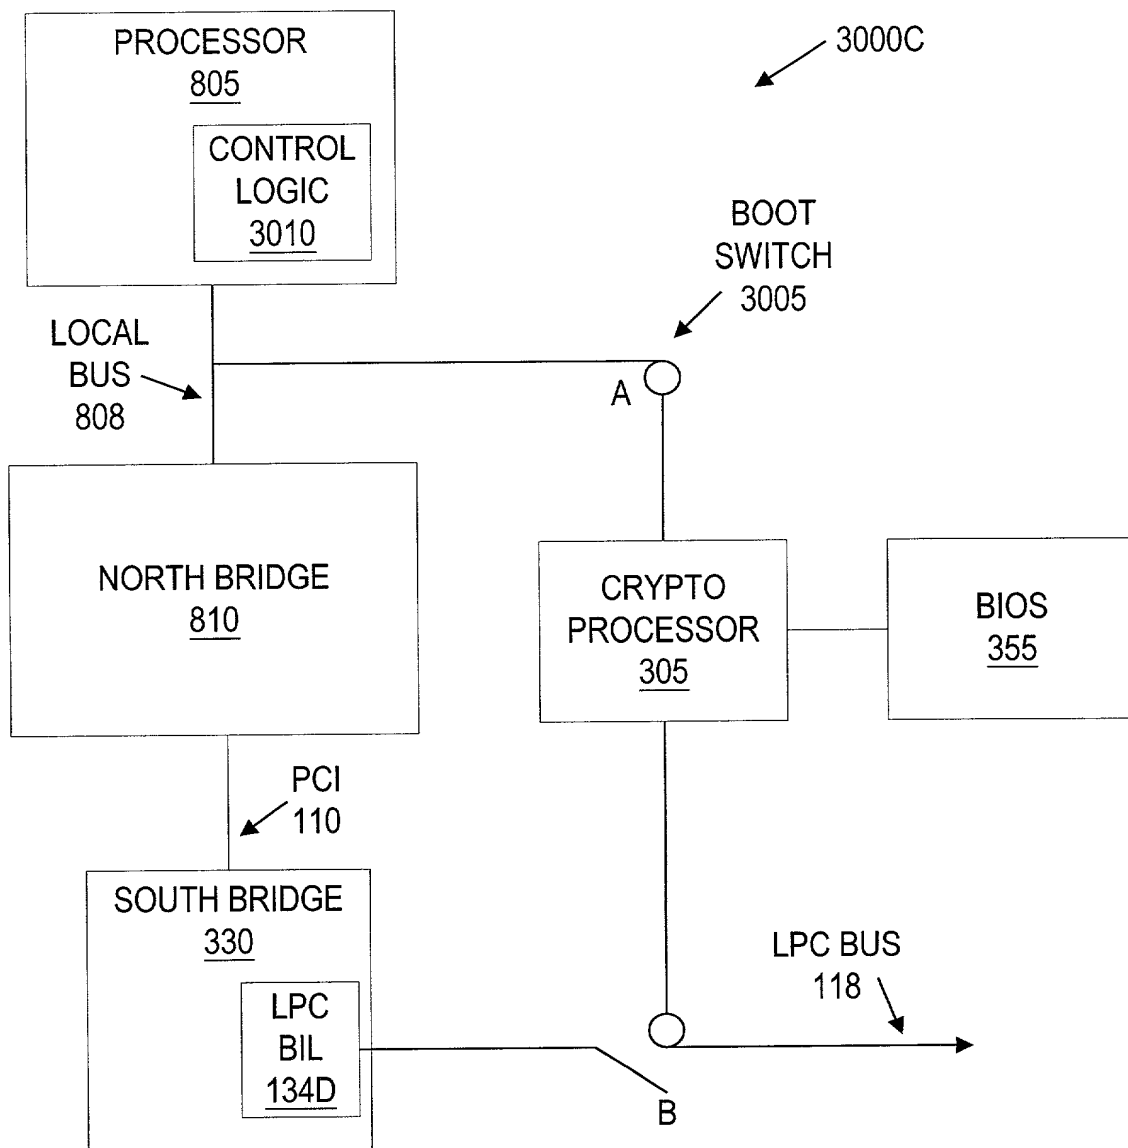 PROCESSOR
805
CONTROL
LOGIC
3010
3000C
BOOT
SWITCH
3005
LOCAL
BUS
808
A
NORTH BRIDGE
810
CRYPTO
PROCESSOR
305
BIOS
355
PCI
110
SOUTH BRIDGE
330
LPC
BIL
134D
LPC BUS
118
B